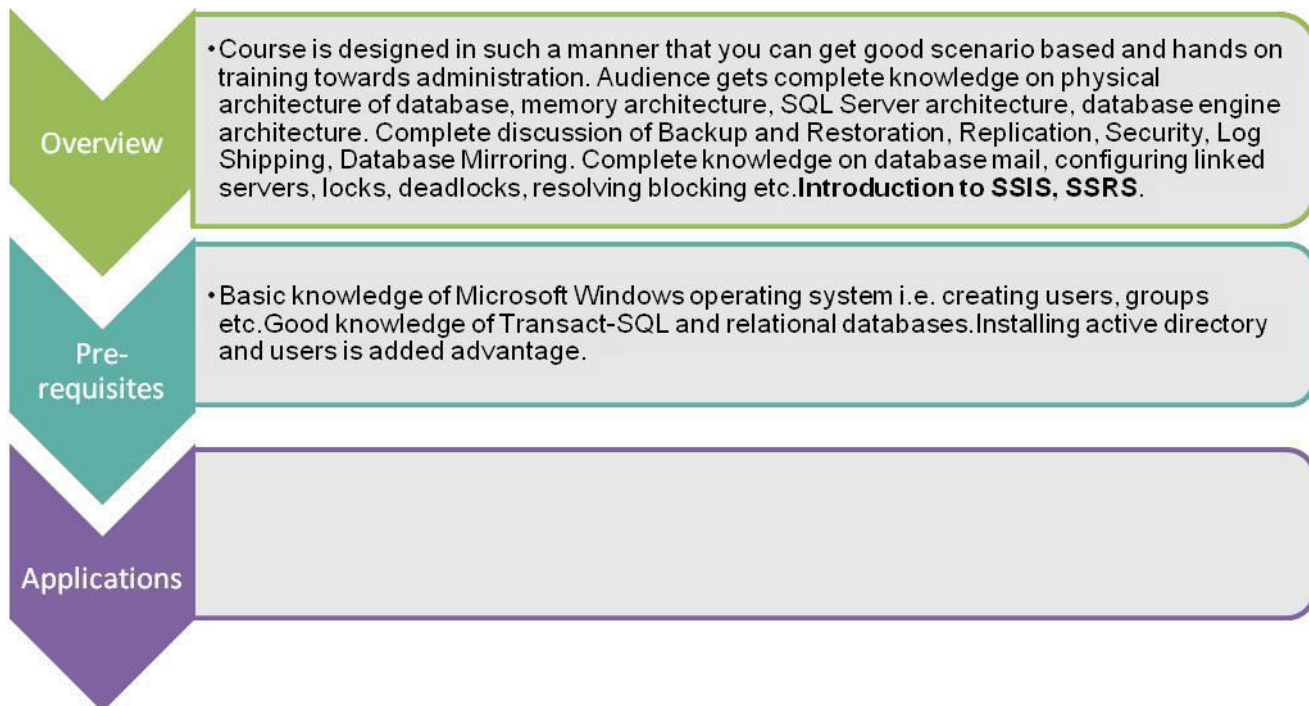 Overview
•Course is designed in such a manner that you can get good scenario based and hands on
training towards administration. Audience gets complete knowledge on physical
architecture of database, memory architecture, SQL Server architecture, database engine
architecture. Complete discussion of Backup and Restoration, Replication, Security, Log
Shipping, Database Mirroring. Complete knowledge on database mail, configuring linked
servers, locks, deadlocks, resolving blocking etc.Introduction to SSIS, SSRS.
Pre-
requisites
•Basic knowledge of Microsoft Windows operating system i.e. creating users, groups
etc.Good knowledge of Transact-SQL and relational databases.Installing active directory
and users is added advantage.
Applications